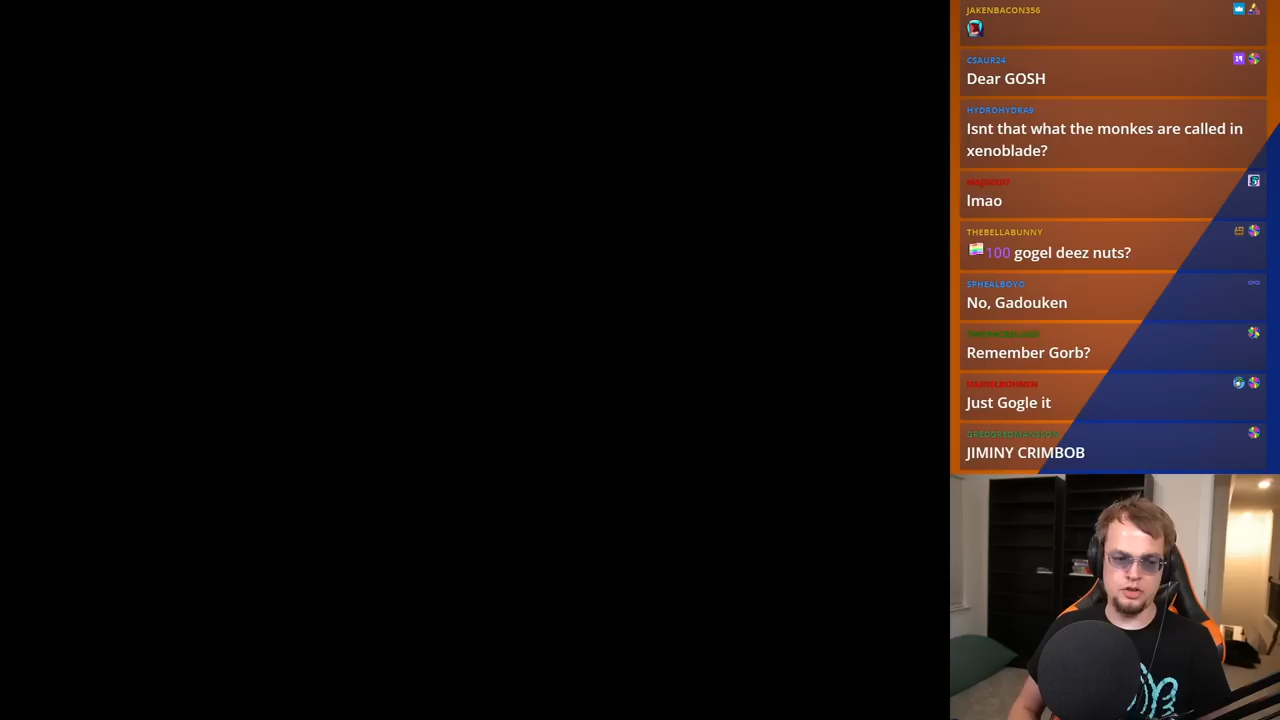 JAKENBACON356
CSAUR24
Dear GOSH
HYDROHYDRA9
Isnt that what the monkes are called in
xenoblade?
lmao
THEBELLABUNNY
100 gogel deez nuts?
SPHEALBOYO
No, Gadouken
Remember Gorb?
Just Gogle it
JIMINY CRIMBOB